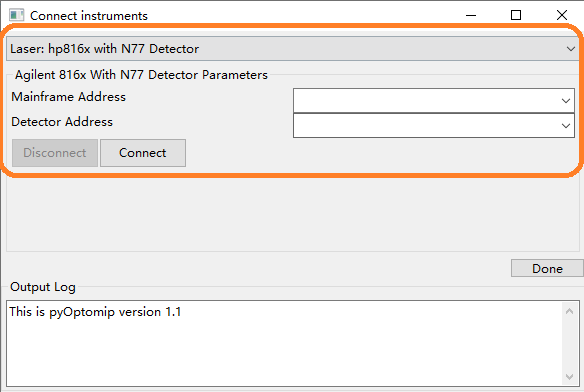 Connect instruments
Laser: hp816x with N77 Detector
Agilent 816x With N77 Detector Parameters
Mainframe Address
Detector Address
Disconnect Connect
Done
Output Log
This is pyOptomip version 1.1